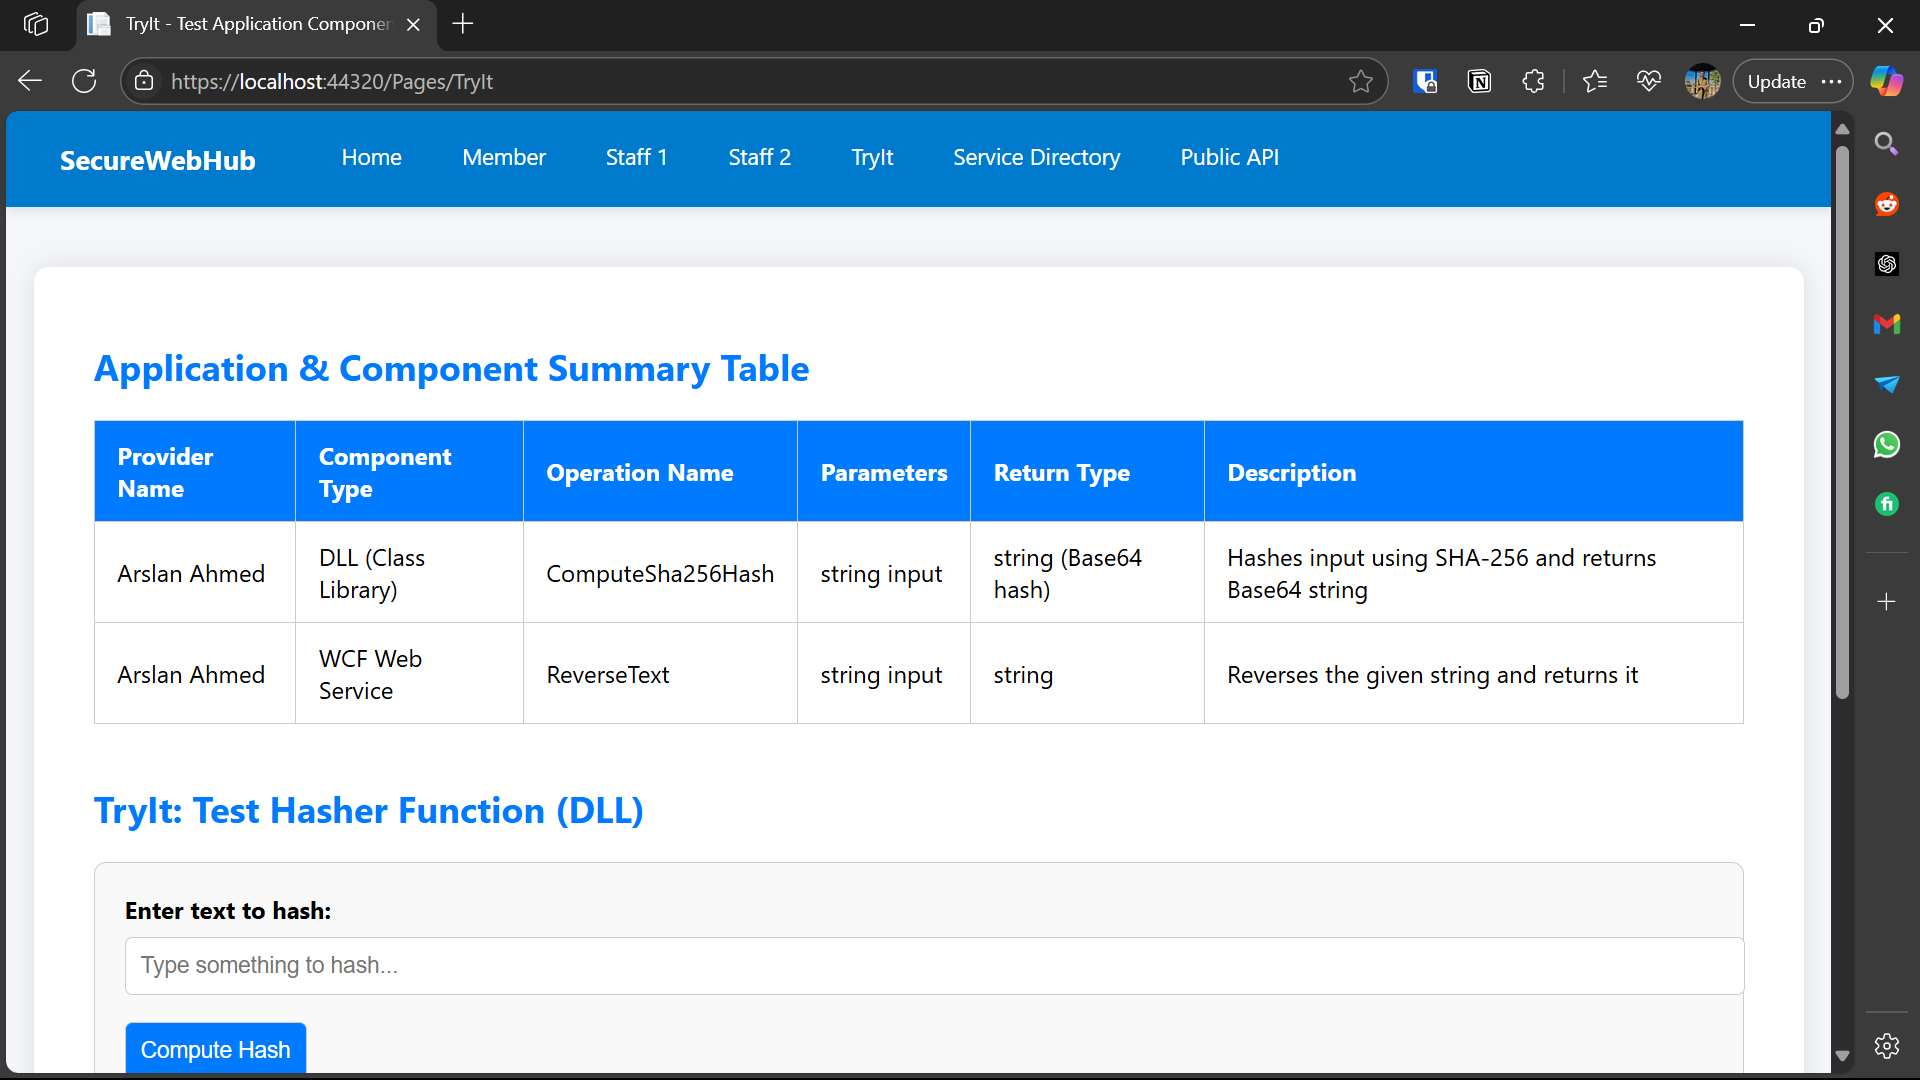 TryIt - Test Application Componen
https://localhost:44320/Pages/TryIt
Update
SecureWebHub
Home
Member
Staff 1
Staff 2
TryIt
Service Directory
Public API
Application & Component Summary Table
Provider
Name
Component
Type
Operation Name
Parameters
Return Type
Description
Arslan Ahmed
DLL (Class
Library)
ComputeSha256Hash
string input
string (Base64
hash)
Hashes input using SHA-256 and returns
Base64 string
Arslan Ahmed
WCF Web
Service
ReverseText
string input
string
Reverses the given string and returns it
TryIt: Test Hasher Function (DLL)
Enter text to hash:
Type something to hash...
Compute Hash